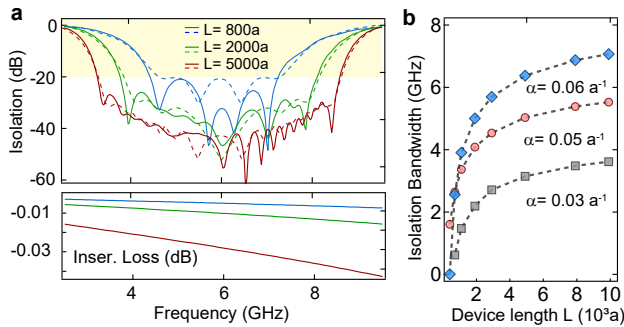 a
b
0
-20
-40
-60
Isolation (dB)
L= 800a
L= 2000a
L= 5000a
-0.01
-0.03
Inser. Loss (dB)
4
6
8
Frequency (GHz)
Isolation Bandwidth (GHz)
0
2
4
6
8
α= 0.06 a⁻¹
α= 0.05 a⁻¹
α= 0.03 a⁻¹
0
2
4
6
8
10
Device length L (10³a)